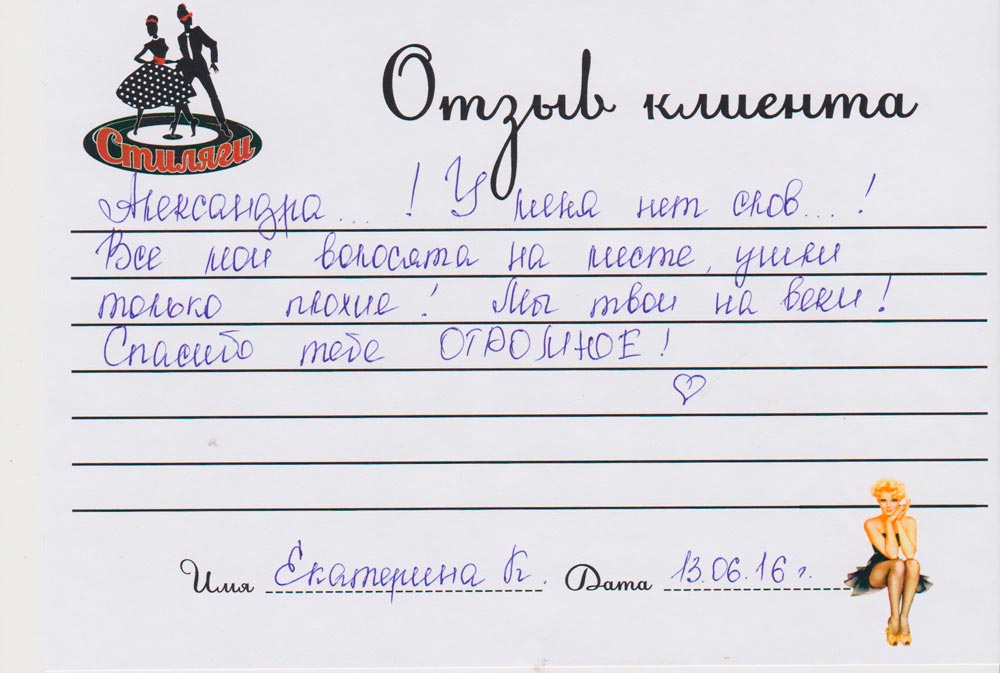 Стиляги
Отзыв клиента
Александра... ! У меня нет слов...!
Все мои волосята на месте, ушки
только плохие! Мы твои на веки!
Спасибо тебе ОГРОМНОЕ!
Имя Екатерина К. Дата 13.06.16 г.